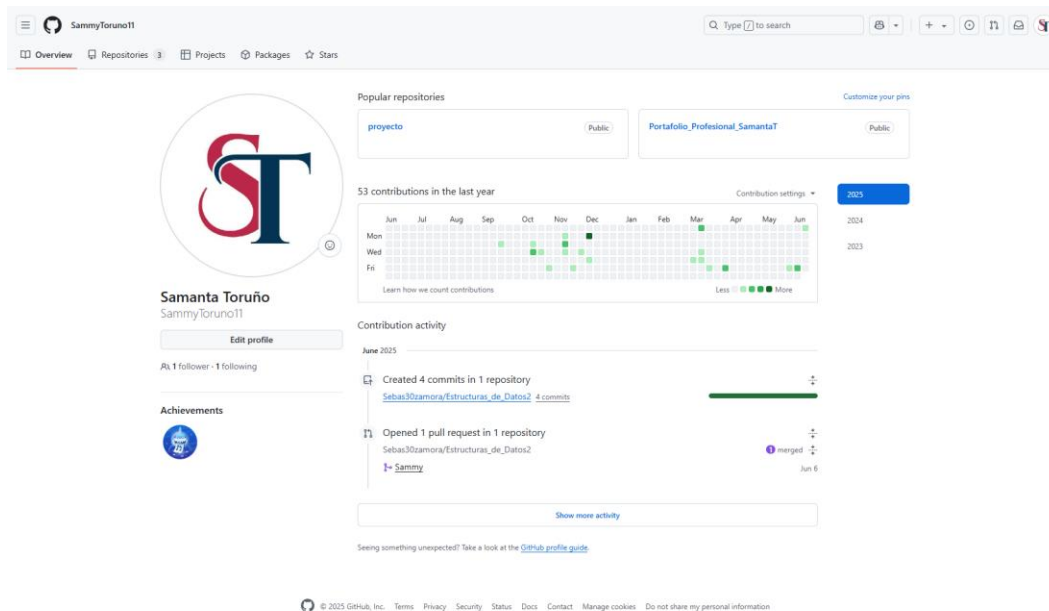 SammyToruno11
Type / to search
Overview
Repositories 3
Projects
Packages
Stars
ST
Samanta Toruño
SammyToruno11
Edit profile
1 follower · 1 following
Achievements
Popular repositories
Customize your pins
proyecto
Public
Portafolio_Profesional_SamantaT
Public
53 contributions in the last year
Contribution settings
2025
2024
2023
Jun Jul Aug Sep Oct Nov Dec Jan Feb Mar Apr May Jun
Mon
Wed
Fri
Learn how we count contributions
Less
More
Contribution activity
June 2025
Created 4 commits in 1 repository
Sebas30zamora/Estructuras_de_Datos2 4 commits
Opened 1 pull request in 1 repository
Sebas30zamora/Estructuras_de_Datos2
1 merged
Sammy
Jun 6
Show more activity
Seeing something unexpected? Take a look at the GitHub profile guide.
© 2025 GitHub, Inc. Terms Privacy Security Status Docs Contact Manage cookies Do not share my personal information